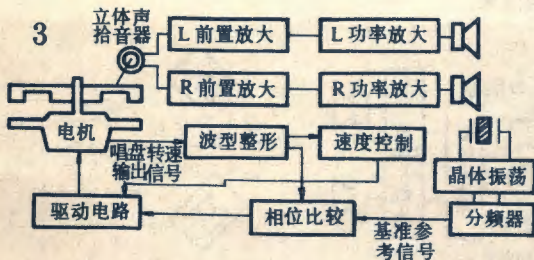 3
立体声
拾音器
L 前置放大
L 功率放大
R 前置放大
R 功率放大
电机
唱盘转速
输出信号
波型整形
速度控制
晶体振荡
驱动电路
相位比较
基准参
考信号
分频器